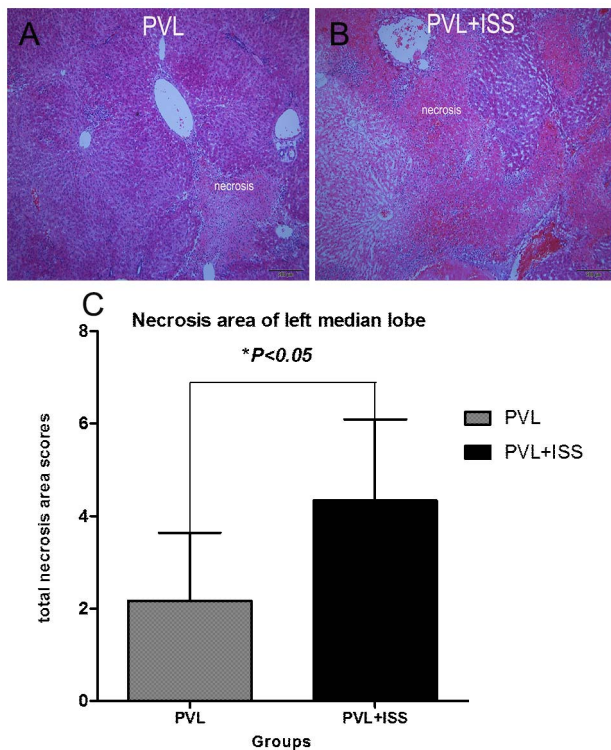 A
PVL
necrosis
B
PVL+ISS
necrosis
C
Necrosis area of left median lobe
*P<0.05
8
6
4
2
0
total necrosis area scores
PVL
PVL+ISS
PVL
PVL+ISS
Groups